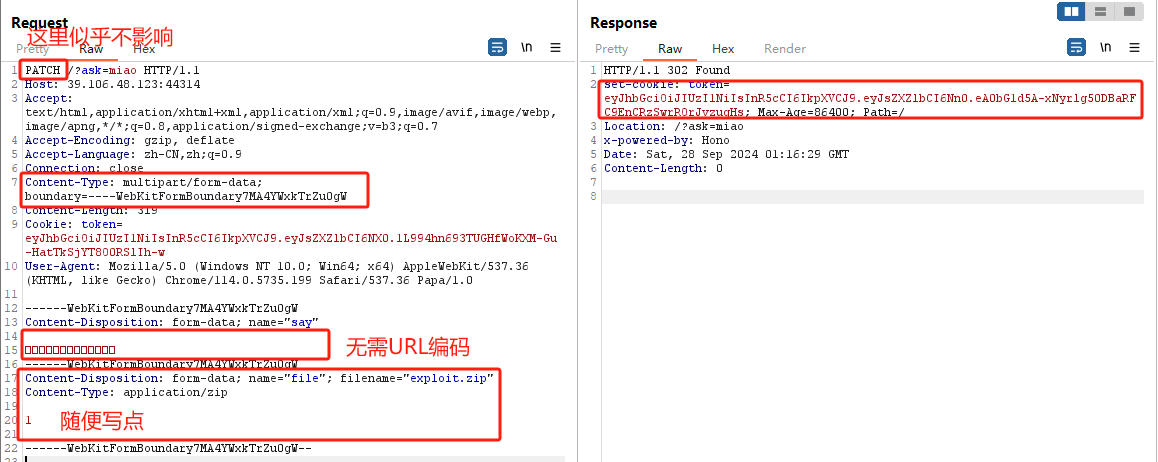 Request
这里似乎不影响
Pretty Raw Hex
\n
1 PATCH /?ask=miao HTTP/1.1
2 Host: 39.106.48.123:44314
3 Accept:
text/html,application/xhtml+xml,application/xml;q=0.9,image/avif,image/webp,
image/apng,*/*;q=0.8,application/signed-exchange;v=b3;q=0.7
4 Accept-Encoding: gzip, deflate
5 Accept-Language: zh-CN,zh;q=0.9
6 Connection: close
7 Content-Type: multipart/form-data;
boundary=----WebKitFormBoundary7MA4YWxkTrZu0gW
8 Content-Length: 319
9 Cookie: token=
eyJhbGciOiJIUzI1NiIsInR5cCI6IkpXVCJ9.eyJsZXZlbCI6NX0.1L994hn693TUGHfWoKXM-Gu
-HatTkSjYT80ORSlIh-w
10 User-Agent: Mozilla/5.0 (Windows NT 10.0; Win64; x64) AppleWebKit/537.36
(KHTML, like Gecko) Chrome/114.0.5735.199 Safari/537.36 Papa/1.0
11
12 ------WebKitFormBoundary7MA4YWxkTrZu0gW
13 Content-Disposition: form-data; name="say"
14
15
无需URL编码
16 ------WebKitFormBoundary7MA4YWxkTrZu0gW
17 Content-Disposition: form-data; name="file"; filename="exploit.zip"
18 Content-Type: application/zip
19
20 1
随便写点
21
22 ------WebKitFormBoundary7MA4YWxkTrZu0gW--
23
Response
Pretty Raw Hex Render
\n
1 HTTP/1.1 302 Found
2 set-cookie: token=
eyJhbGciOiJIUzI1NiIsInR5cCI6IkpXVCJ9.eyJsZXZlbCI6Nn0.eA0bGld5A-xNyrlg50DBaRF
C9EnCRzSwrR0rJvzuqHs; Max-Age=86400; Path=/
3 Location: /?ask=miao
4 x-powered-by: Hono
5 Date: Sat, 28 Sep 2024 01:16:29 GMT
6 Content-Length: 0
7
8